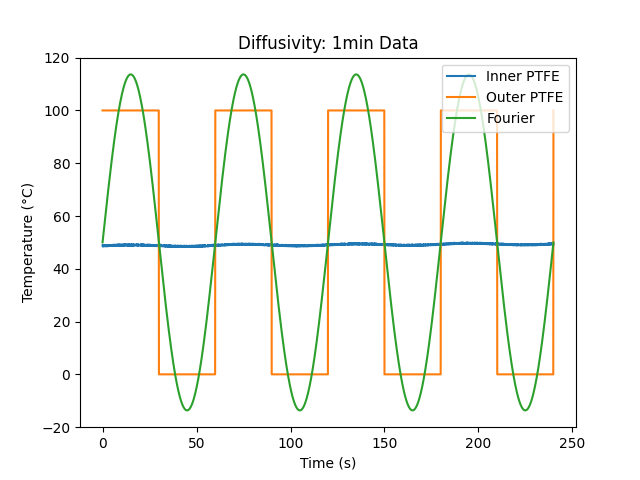 Diffusivity: 1min Data
Inner PTFE
Outer PTFE
Fourier
Temperature (°C)
120
100
80
60
40
20
0
−20
0
50
100
150
200
250
Time (s)